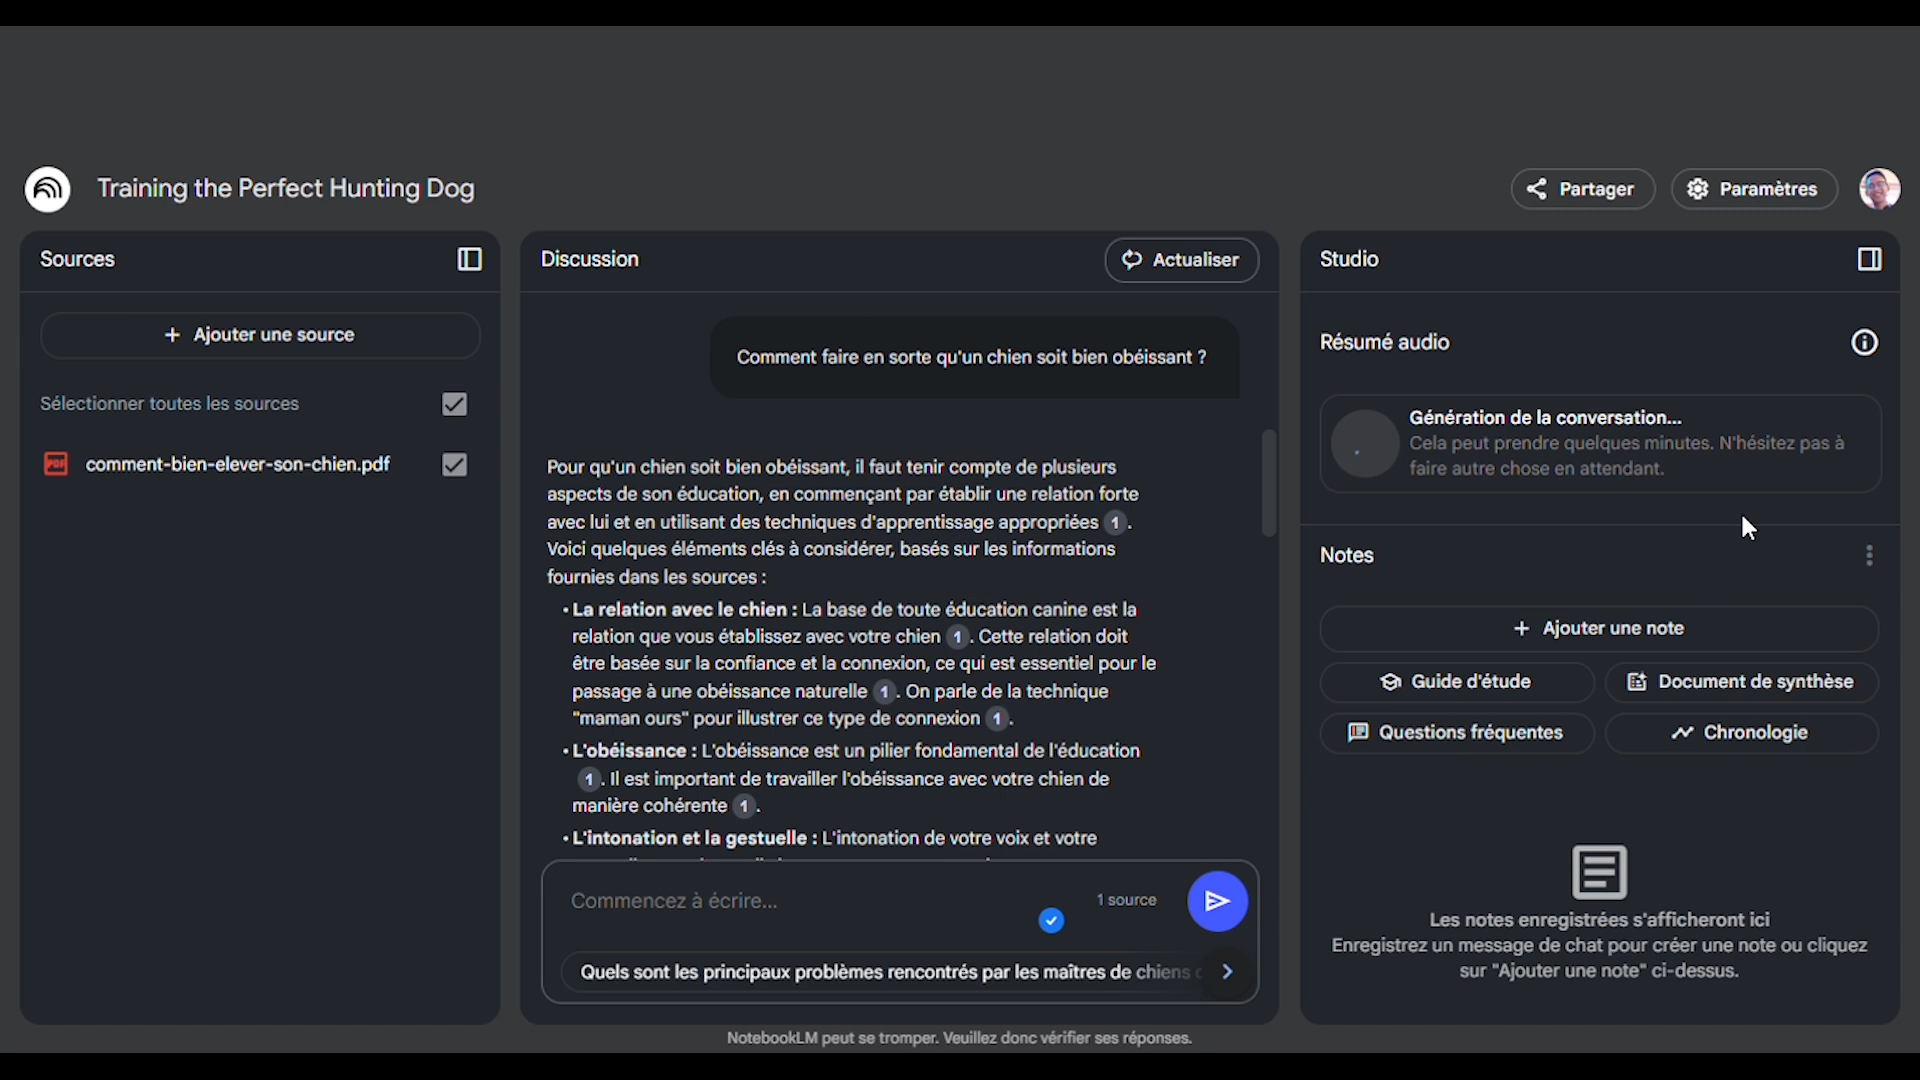 Training the Perfect Hunting Dog
Partager
Paramètres
Sources
Ajouter une source
Sélectionner toutes les sources
PDF
comment-bien-elever-son-chien.pdf
Discussion
Actualiser
Comment faire en sorte qu'un chien soit bien obéissant ?
Pour qu'un chien soit bien obéissant, il faut tenir compte de plusieurs
aspects de son éducation, en commençant par établir une relation forte
avec lui et en utilisant des techniques d'apprentissage appropriées 1 .
Voici quelques éléments clés à considérer, basés sur les informations
fournies dans les sources :
• La relation avec le chien : La base de toute éducation canine est la
relation que vous établissez avec votre chien 1 . Cette relation doit
être basée sur la confiance et la connexion, ce qui est essentiel pour le
passage à une obéissance naturelle 1 . On parle de la technique
"maman ours" pour illustrer ce type de connexion 1 .
• L'obéissance : L'obéissance est un pilier fondamental de l'éducation
1 . Il est important de travailler l'obéissance avec votre chien de
manière cohérente 1 .
• L'intonation et la gestuelle : L'intonation de votre voix et votre
Commencez à écrire...
1 source
Quels sont les principaux problèmes rencontrés par les maîtres de chiens
Studio
Résumé audio
Génération de la conversation...
Cela peut prendre quelques minutes. N'hésitez pas à
faire autre chose en attendant.
Notes
Ajouter une note
Guide d'étude
Document de synthèse
Questions fréquentes
Chronologie
Les notes enregistrées s'afficheront ici
Enregistrez un message de chat pour créer une note ou cliquez
sur "Ajouter une note" ci-dessus.
NotebookLM peut se tromper. Veuillez donc vérifier ses réponses.